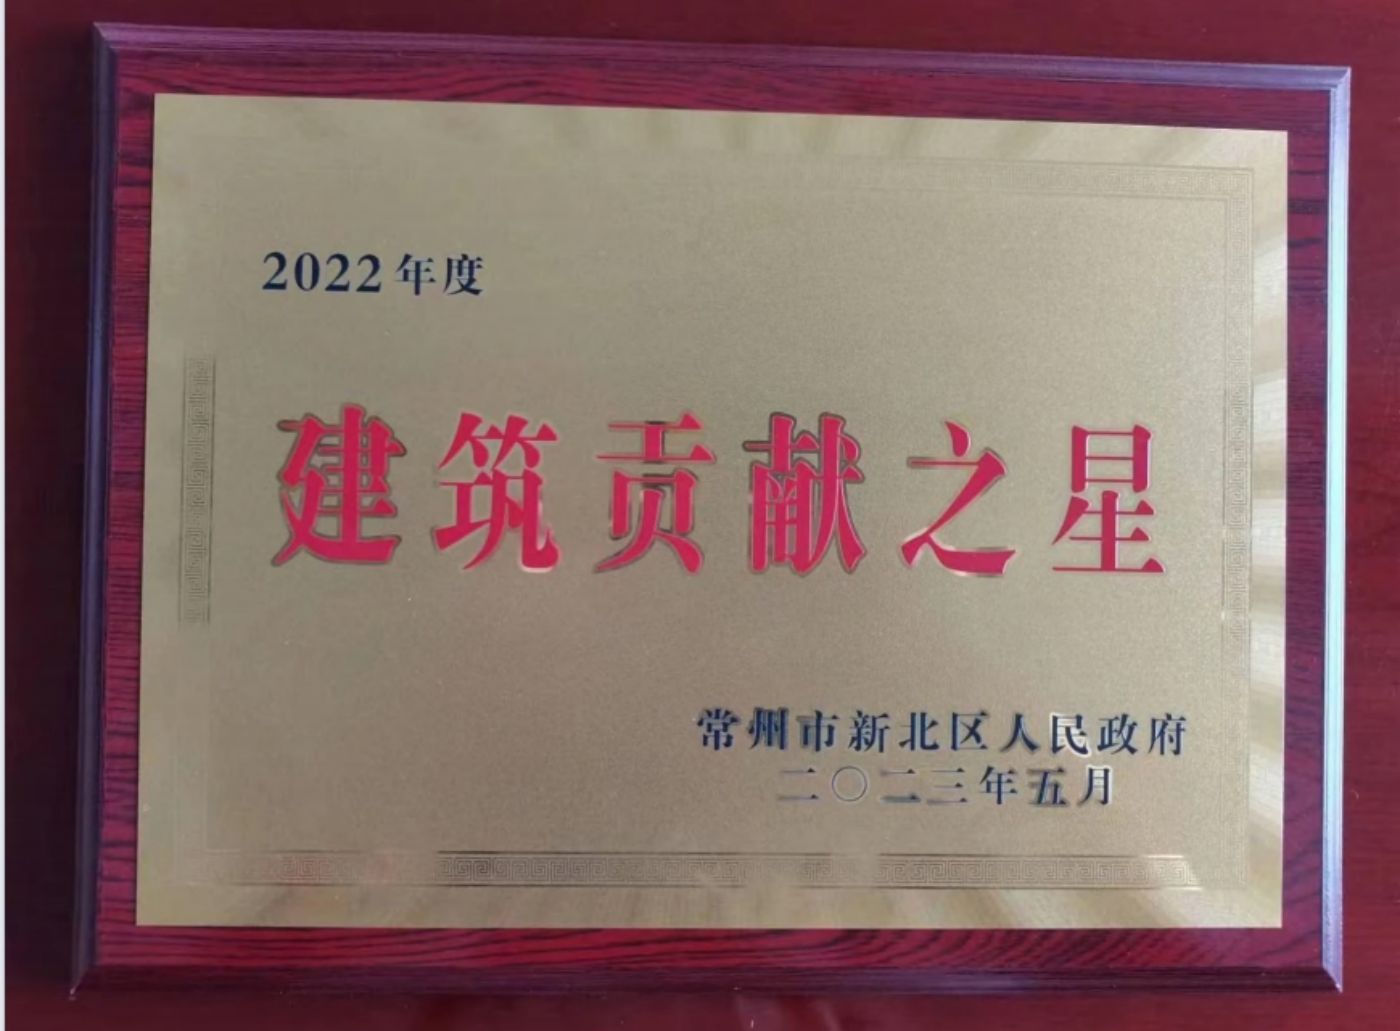 2022年度
建筑贡献之星
常州市新北区人民政府
二〇二三年五月